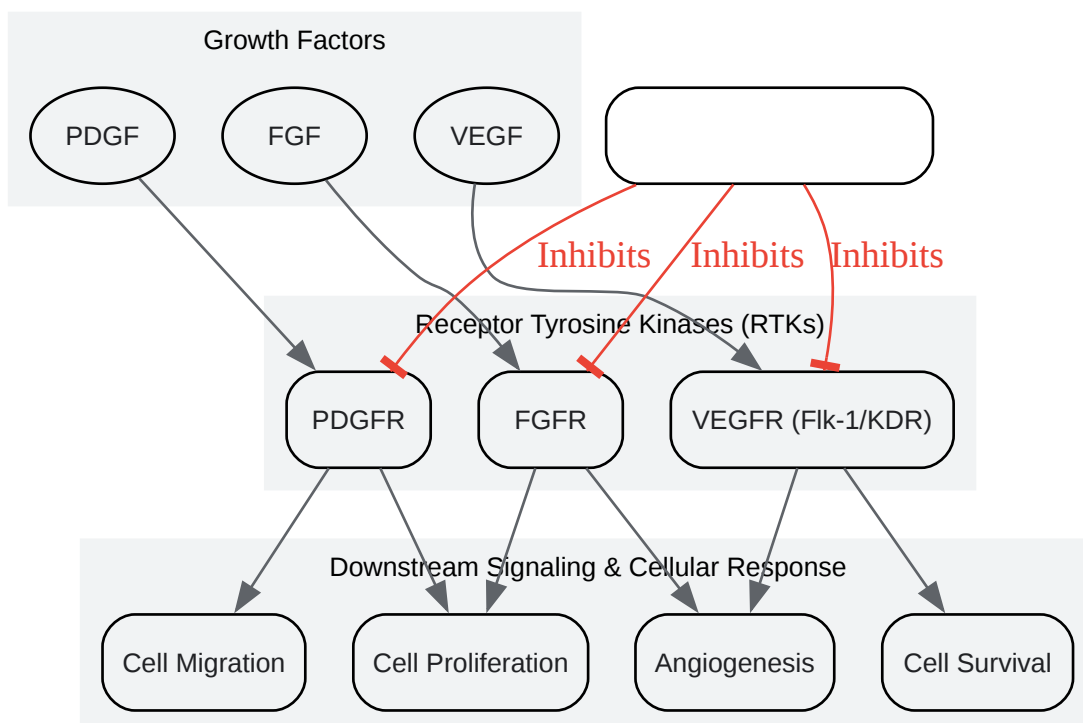 Growth Factors
PDGF
FGF
VEGF
Inhibits
Inhibits
Inhibits
Receptor Tyrosine Kinases (RTKs)
PDGFR
FGFR
VEGFR (Flk-1/KDR)
Downstream Signaling & Cellular Response
Cell Migration
Cell Proliferation
Angiogenesis
Cell Survival